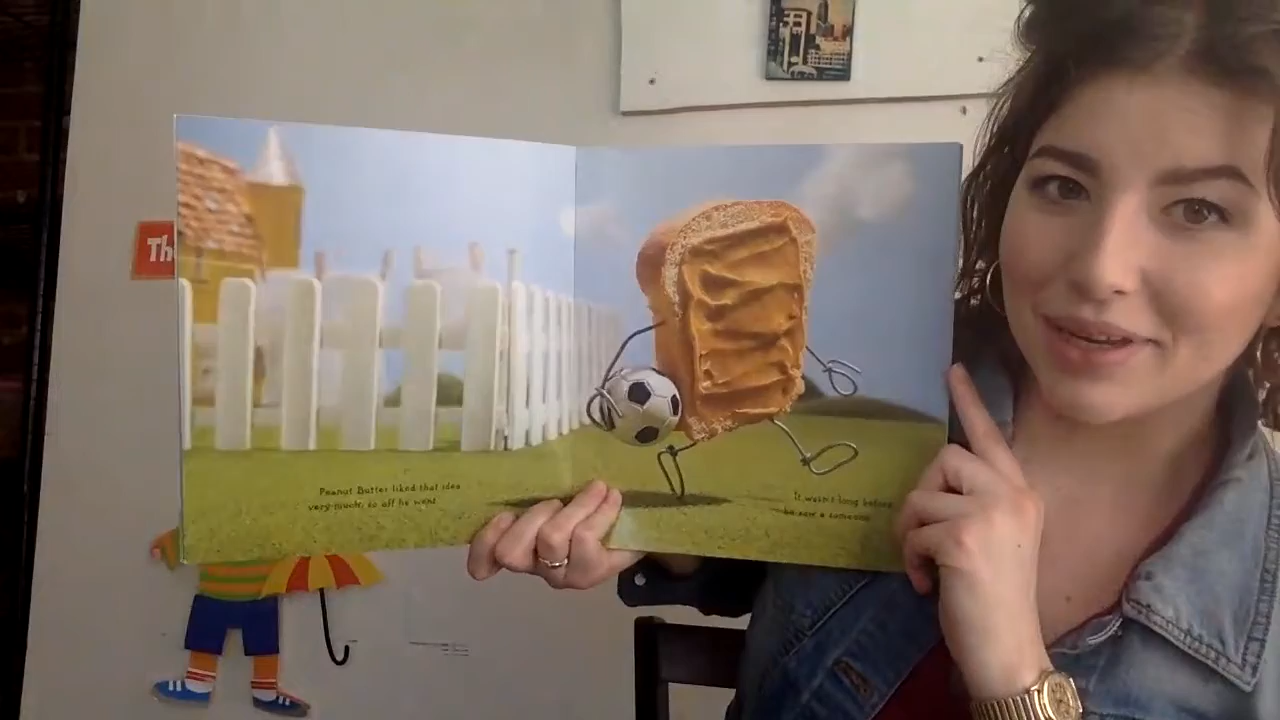 Th
Peanut Butter liked that idea
very much, so off he went.
It wasn't long before
he saw a someone